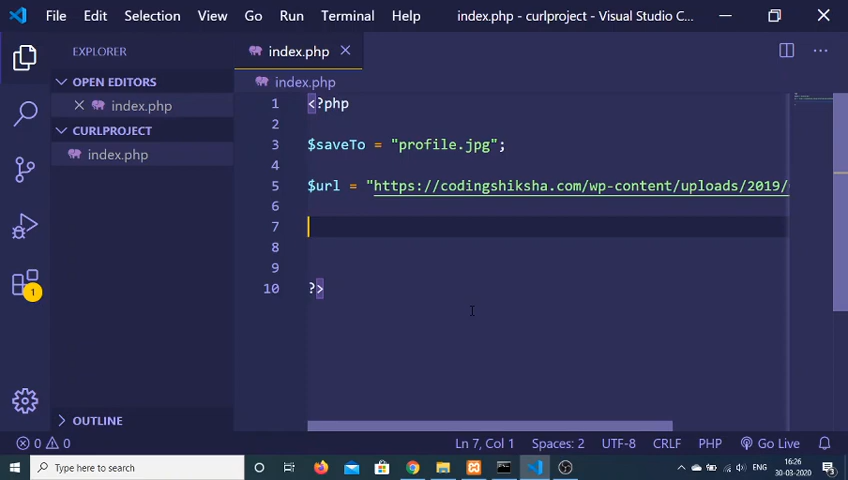 File Edit Selection View Go Run Terminal Help index.php - curlproject - Visual Studio C...
EXPLORER
OPEN EDITORS
index.php
CURLPROJECT
index.php
OUTLINE
index.php
index.php
1 <?php
2
3 $saveTo = "profile.jpg";
4
5 $url = "https://codingshiksha.com/wp-content/uploads/2019/
6
7
8
9
10 ?>
1
0 0 Ln 7, Col 1 Spaces: 2 UTF-8 CRLF PHP Go Live
Type here to search
ENG
16:26
30-03-2020
3